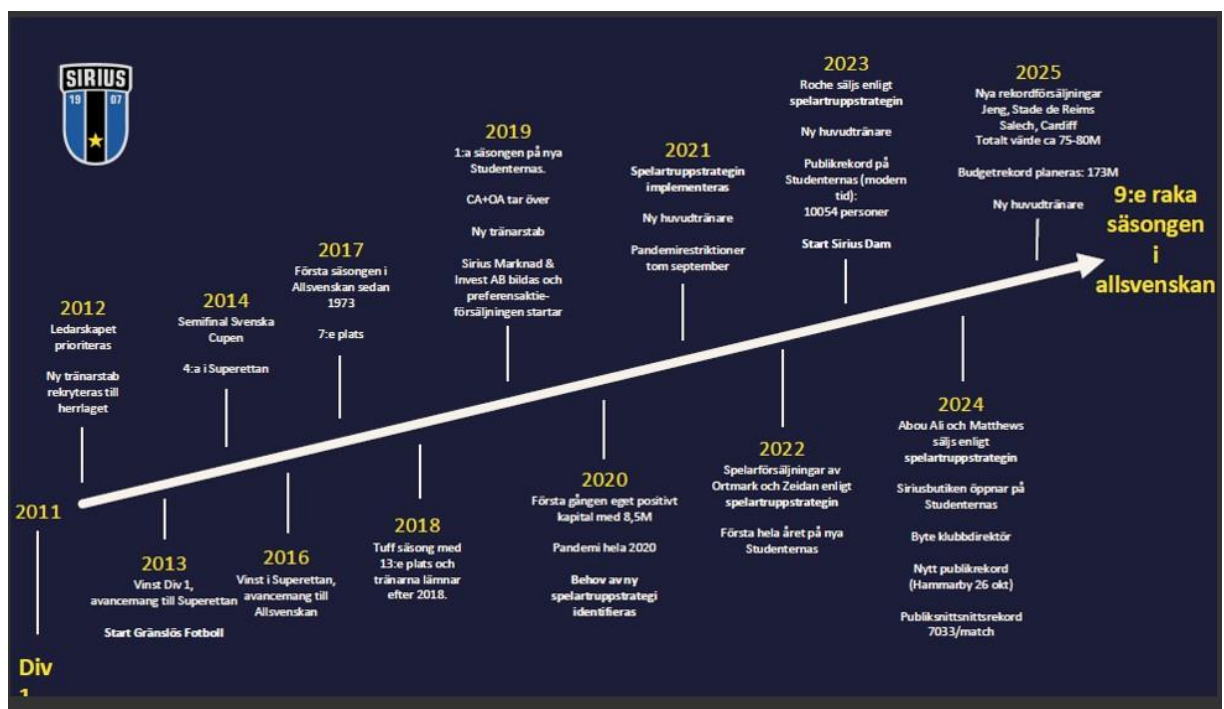 SIRIUS
19 07
2011
Div
1
2012
Ledarskapet
prioriteras
Ny tränarstab
rekryteras till
herrlaget
2013
Vinst Div 1,
avancemang till Superettan
Start Gränslös Fotboll
2014
Semifinal Svenska
Cupen
4:a i Superettan
2016
Vinst i Superettan,
avancemang till
Allsvenskan
2017
Första säsongen i
Allsvenskan sedan
1973
7:e plats
2018
Tuff säsong med
13:e plats och
tränarna lämnar
efter 2018.
2019
1:a säsongen på nya
Studenternas.
CA+OA tar över
Ny tränarstab
Sirius Marknad &
Invest AB bildas och
preferensaktie-
försäljningen startar
2020
Första gången eget positivt
kapital med 8,5M
Pandemi hela 2020
Behov av ny
spelartruppstrategi
identifieras
2021
Spelartruppstrategin
implementeras
Ny huvudtränare
Pandemirestriktioner
tom september
2022
Spelarförsäljningar av
Ortmark och Zeidan enligt
spelartruppstrategin
Första hela året på nya
Studenternas
2023
Roche säljs enligt
spelartruppstrategin
Ny huvudtränare
Publikrekord på
Studenternas (modern
tid):
10054 personer
Start Sirius Dam
2024
Abou Ali och Matthews
säljs enligt
spelartruppstrategin
Siriusbutiken öppnar på
Studenternas
Byte klubbdirektör
Nytt publikrekord
(Hammarby 26 okt)
Publiksnittsnittsrekord
7033/match
2025
Nya rekordförsäljningar
Jeng, Stade de Reims
Salech, Cardiff
Totalt värde ca 75-80M
Budgetrekord planeras: 173M
Ny huvudtränare
9:e raka
säsongen
i
allsvenskan